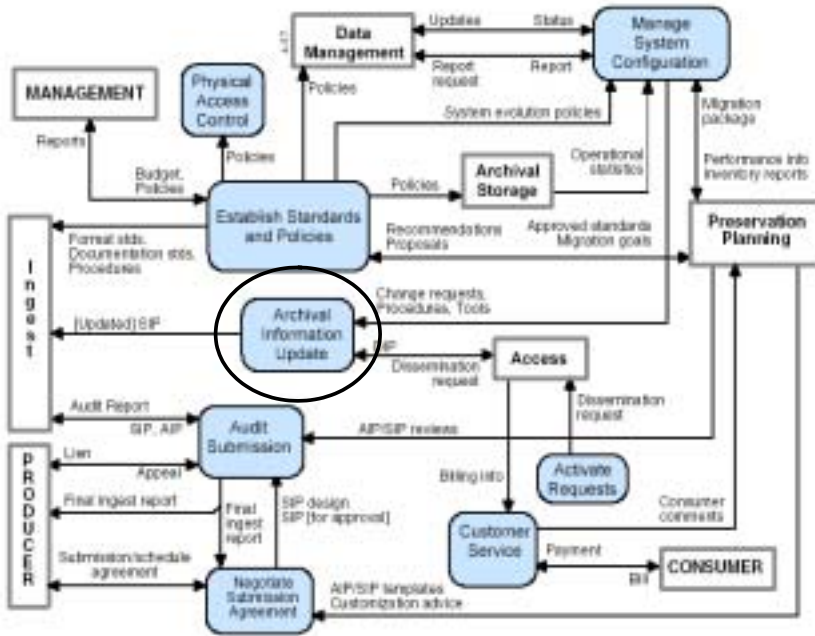 Data
Management
Updates
Status
Report
request
Report
Manage
System
Configuration
MANAGEMENT
Physical
Access
Control
Policies
System evolution policies
Migration
package
Reports
Policies
Operational
statistics
Performance info
Inventory reports
Budget,
Policies
Policies
Archival
Storage
Establish Standards
and Policies
Recommendations
Proposals
Approved standards
Migration goals
Preservation
Planning
Ingest
Format stds.
Documentation stds.
Procedures
Change requests,
Procedures, Tools
[Updated] SIP
Archival
Information
Update
DIP
Dissemination
request
Access
Dissemination
request
Audit Report
SIP, AIP
Audit
Submission
AIP/SIP reviews
PRODUCER
Lien
Appeal
Billing info
Activate
Requests
Final ingest report
Final
ingest
report
SIP design
SIP [for approval]
Customer
Service
Consumer
comments
Submission/schedule
agreement
Payment
Bill
CONSUMER
Negotiate
Submission
Agreement
AIP/SIP templates
Customization advice